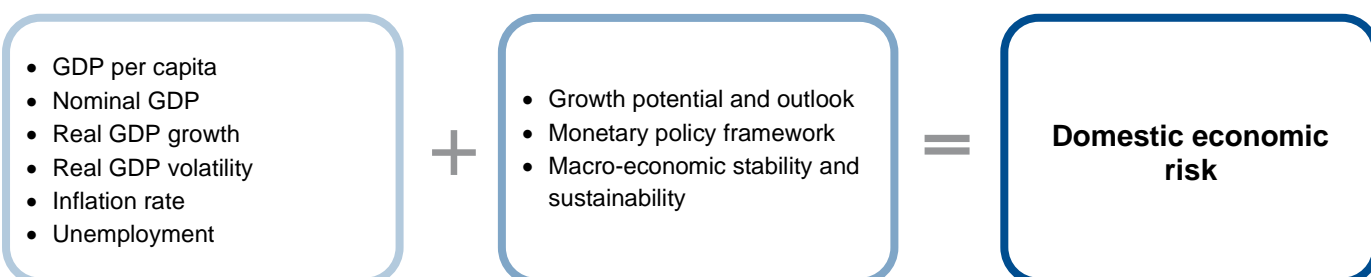 • GDP per capita
• Nominal GDP
• Real GDP growth
• Real GDP volatility
• Inflation rate
• Unemployment
+
• Growth potential and outlook
• Monetary policy framework
• Macro-economic stability and
sustainability
=
Domestic economic
risk